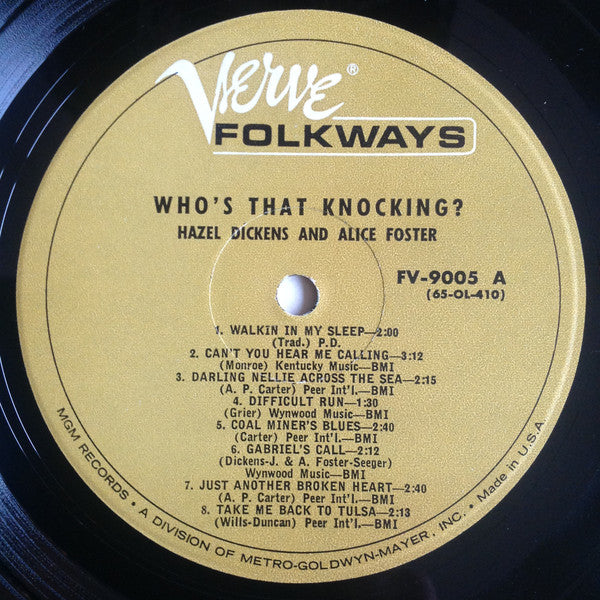 Verve®
FOLKWAYS
WHO'S THAT KNOCKING?
HAZEL DICKENS AND ALICE FOSTER
FV-9005 A
(65-OL-410)
1. WALKIN IN MY SLEEP—2:00
(Trad.) P.D.
2. CAN'T YOU HEAR ME CALLING—3:12
(Monroe) Kentucky Music—BMI
3. DARLING NELLIE ACROSS THE SEA—2:15
(A. P. Carter) Peer Int'l.—BMI
4. DIFFICULT RUN—1:30
(Grier) Wynwood Music—BMI
5. COAL MINER'S BLUES—2:40
(Carter) Peer Int'l.—BMI
6. GABRIEL'S CALL—2:12
(Dickens-J. & A. Foster-Seeger)
Wynwood Music—BMI
7. JUST ANOTHER BROKEN HEART—2:40
(A. P. Carter) Peer Int'l.—BMI
8. TAKE ME BACK TO TULSA—2:13
(Wills-Duncan) Peer Int'l.—BMI
MGM RECORDS • A DIVISION OF METRO-GOLDWYN-MAYER, INC. • Made in U.S.A.